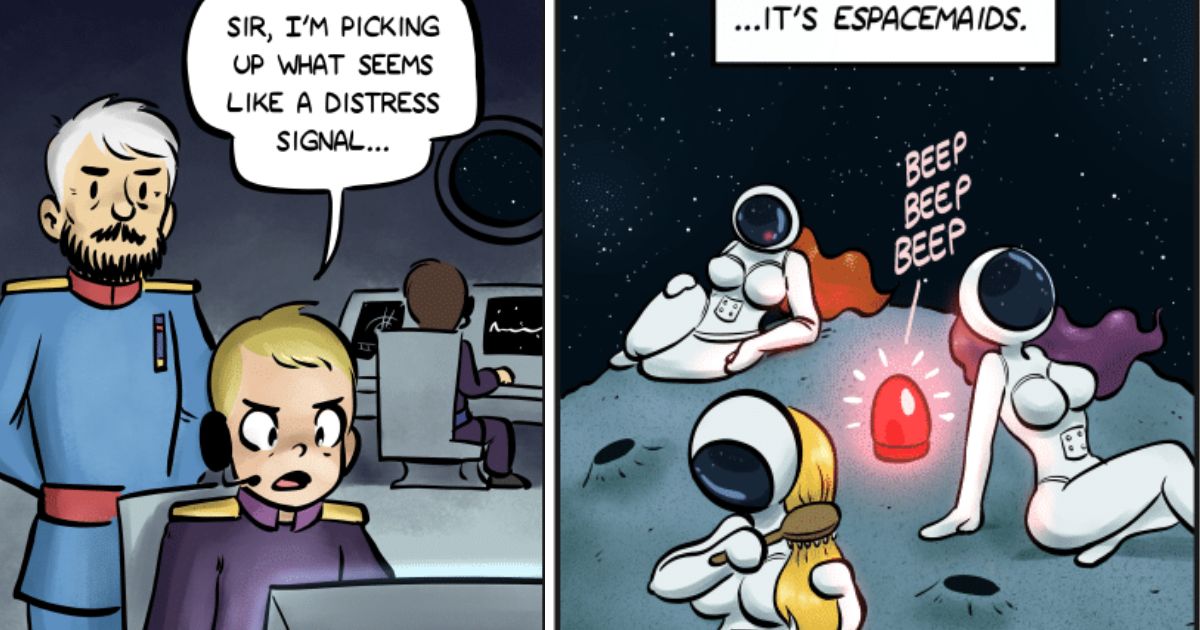 SIR, I'M PICKING
UP WHAT SEEMS
LIKE A DISTRESS
SIGNAL...
...IT'S ESPACEMAIDS.
BEEP
BEEP
BEEP